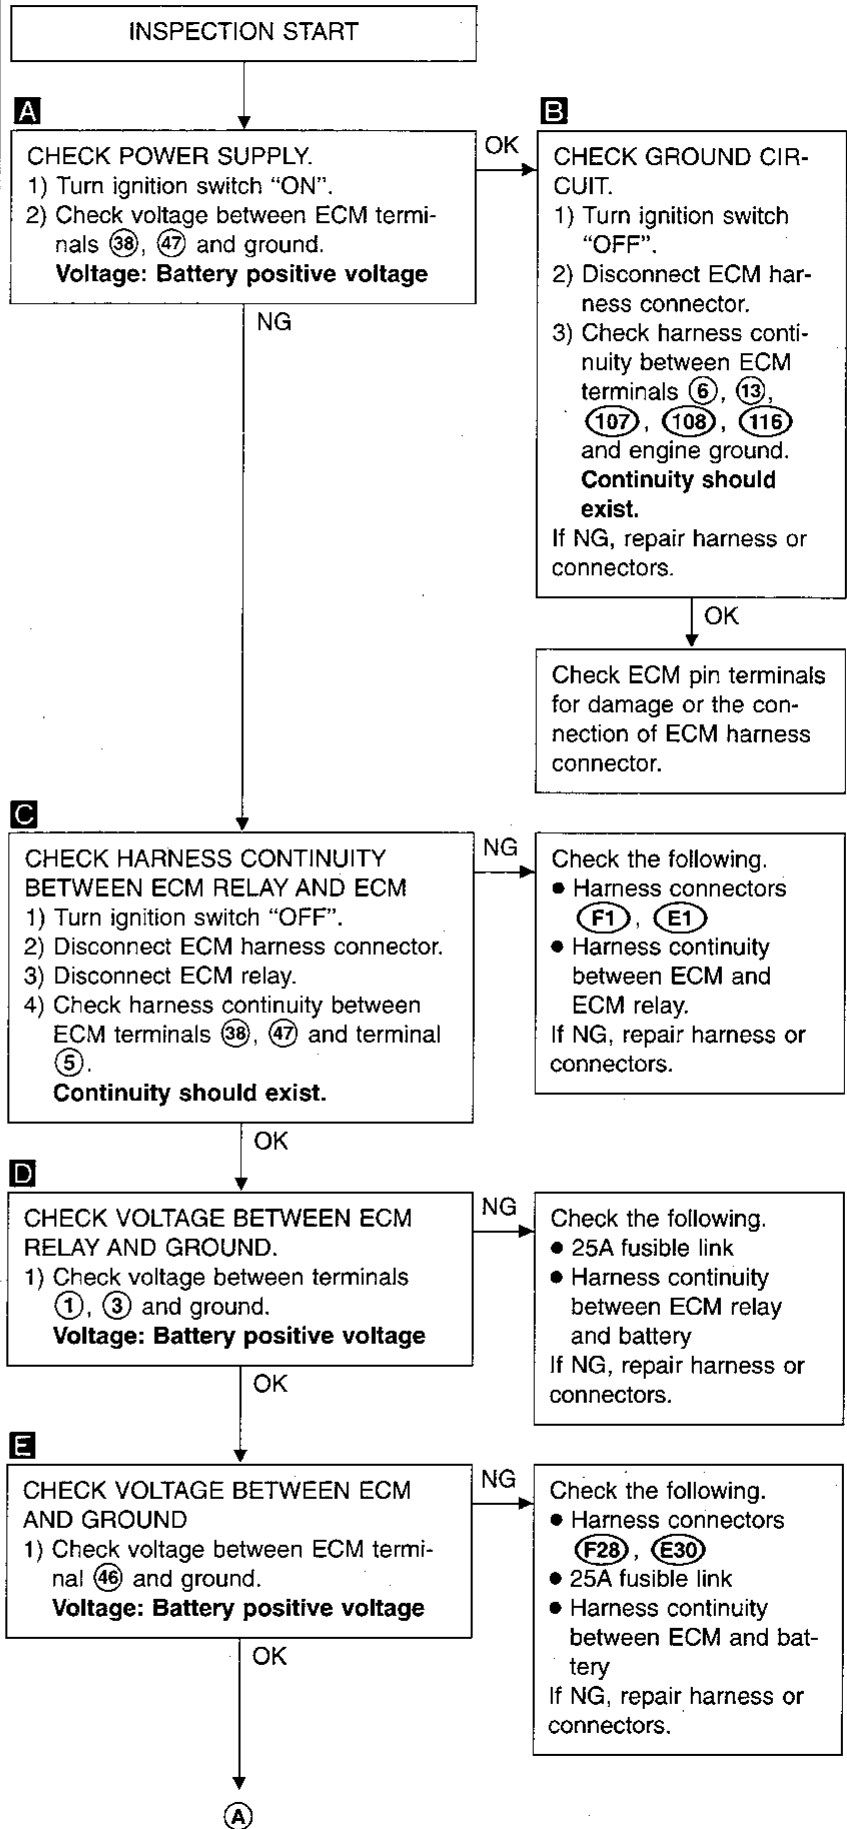 INSPECTION START
A
CHECK POWER SUPPLY.
1) Turn ignition switch “ON”.
2) Check voltage between ECM termi-
nals 38, 47 and ground.
Voltage: Battery positive voltage
OK
NG
B
CHECK GROUND CIR-
CUIT.
1) Turn ignition switch
“OFF”.
2) Disconnect ECM har-
ness connector.
3) Check harness conti-
nuity between ECM
terminals 6, 13,
107, 108, 116
and engine ground.
Continuity should
exist.
If NG, repair harness or
connectors.
OK
Check ECM pin terminals
for damage or the con-
nection of ECM harness
connector.
C
CHECK HARNESS CONTINUITY
BETWEEN ECM RELAY AND ECM
1) Turn ignition switch “OFF”.
2) Disconnect ECM harness connector.
3) Disconnect ECM relay.
4) Check harness continuity between
ECM terminals 38, 47 and terminal
5.
Continuity should exist.
NG
Check the following.
● Harness connectors
F1, E1
● Harness continuity
between ECM and
ECM relay.
If NG, repair harness or
connectors.
OK
D
CHECK VOLTAGE BETWEEN ECM
RELAY AND GROUND.
1) Check voltage between terminals
1, 3 and ground.
Voltage: Battery positive voltage
NG
Check the following.
● 25A fusible link
● Harness continuity
between ECM relay
and battery
If NG, repair harness or
connectors.
OK
E
CHECK VOLTAGE BETWEEN ECM
AND GROUND
1) Check voltage between ECM termi-
nal 46 and ground.
Voltage: Battery positive voltage
NG
Check the following.
● Harness connectors
F28, E30
● 25A fusible link
● Harness continuity
between ECM and bat-
tery
If NG, repair harness or
connectors.
OK
A